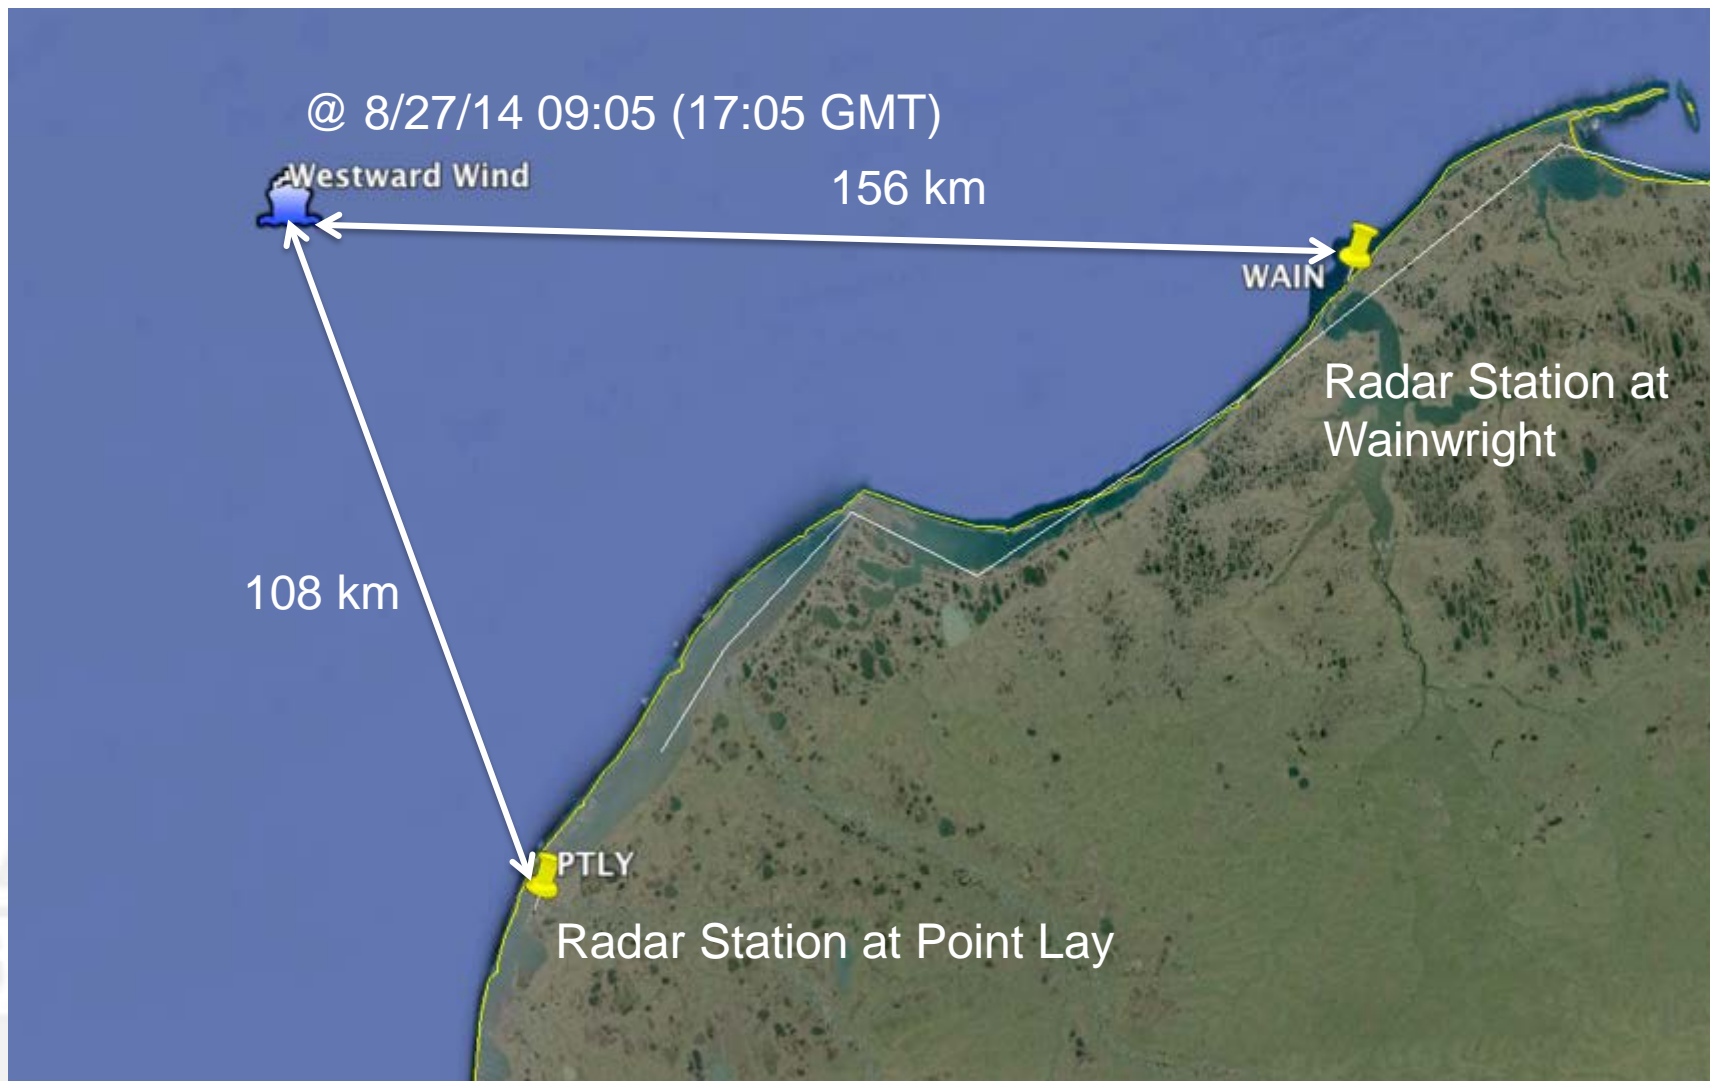 @ 8/27/14 09:05 (17:05 GMT)
Westward Wind
156 km
WAIN
Radar Station at
Wainwright
108 km
PTLY
Radar Station at Point Lay